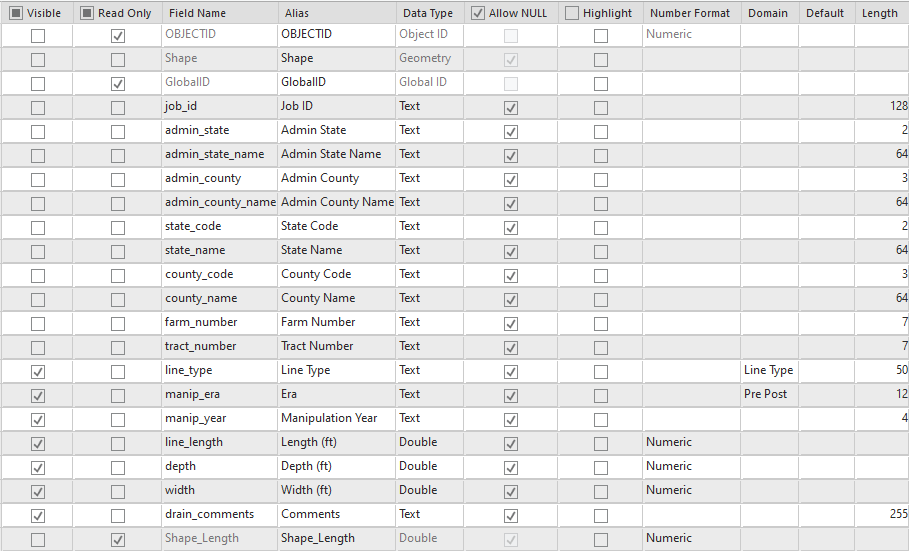 Visible Read Only Field Name Alias Data Type Allow NULL Highlight Number Format Domain Default Length
OBJECTID OBJECTID Object ID Numeric
Shape Shape Geometry
GlobalID GlobalID Global ID
job_id Job ID Text 128
admin_state Admin State Text 2
admin_state_name Admin State Name Text 64
admin_county Admin County Text 3
admin_county_name Admin County Name Text 64
state_code State Code Text 2
state_name State Name Text 64
county_code County Code Text 3
county_name County Name Text 64
farm_number Farm Number Text 7
tract_number Tract Number Text 7
line_type Line Type Text Line Type 50
manip_era Era Text Pre Post 12
manip_year Manipulation Year Text 4
line_length Length (ft) Double Numeric
depth Depth (ft) Double Numeric
width Width (ft) Double Numeric
drain_comments Comments Text 255
Shape_Length Shape_Length Double Numeric